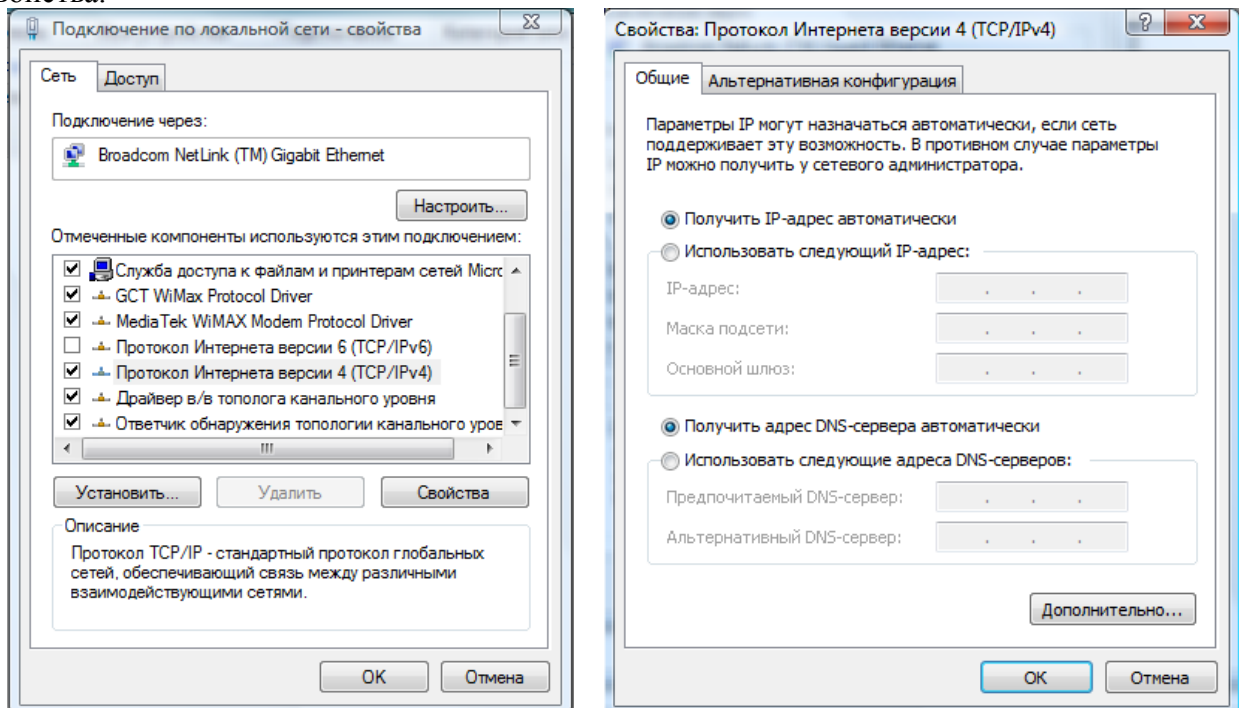 Подключение по локальной сети - свойства
Сеть
Доступ
Подключение через:
Broadcom NetLink (TM) Gigabit Ethernet
Настроить...
Отмеченные компоненты используются этим подключением:
Служба доступа к файлам и принтерам сетей Micrс
GCT WiMax Protocol Driver
MediaTek WiMAX Modem Protocol Driver
Протокол Интернета версии 6 (TCP/IPv6)
Протокол Интернета версии 4 (TCP/IPv4)
Драйвер в/в тополога канального уровня
Ответчик обнаружения топологии канального уров
Установить...
Удалить
Свойства
Описание
Протокол TCP/IP - стандартный протокол глобальных
сетей, обеспечивающий связь между различными
взаимодействующими сетями.
OK
Отмена
Свойства: Протокол Интернета версии 4 (TCP/IPv4)
Общие
Альтернативная конфигурация
Параметры IP могут назначаться автоматически, если сеть
поддерживает эту возможность. В противном случае параметры
IP можно получить у сетевого администратора.
Получить IP-адрес автоматически
Использовать следующий IP-адрес:
IP-адрес:
Маска подсети:
Основной шлюз:
Получить адрес DNS-сервера автоматически
Использовать следующие адреса DNS-серверов:
Предпочитаемый DNS-сервер:
Альтернативный DNS-сервер:
Дополнительно...
OK
Отмена